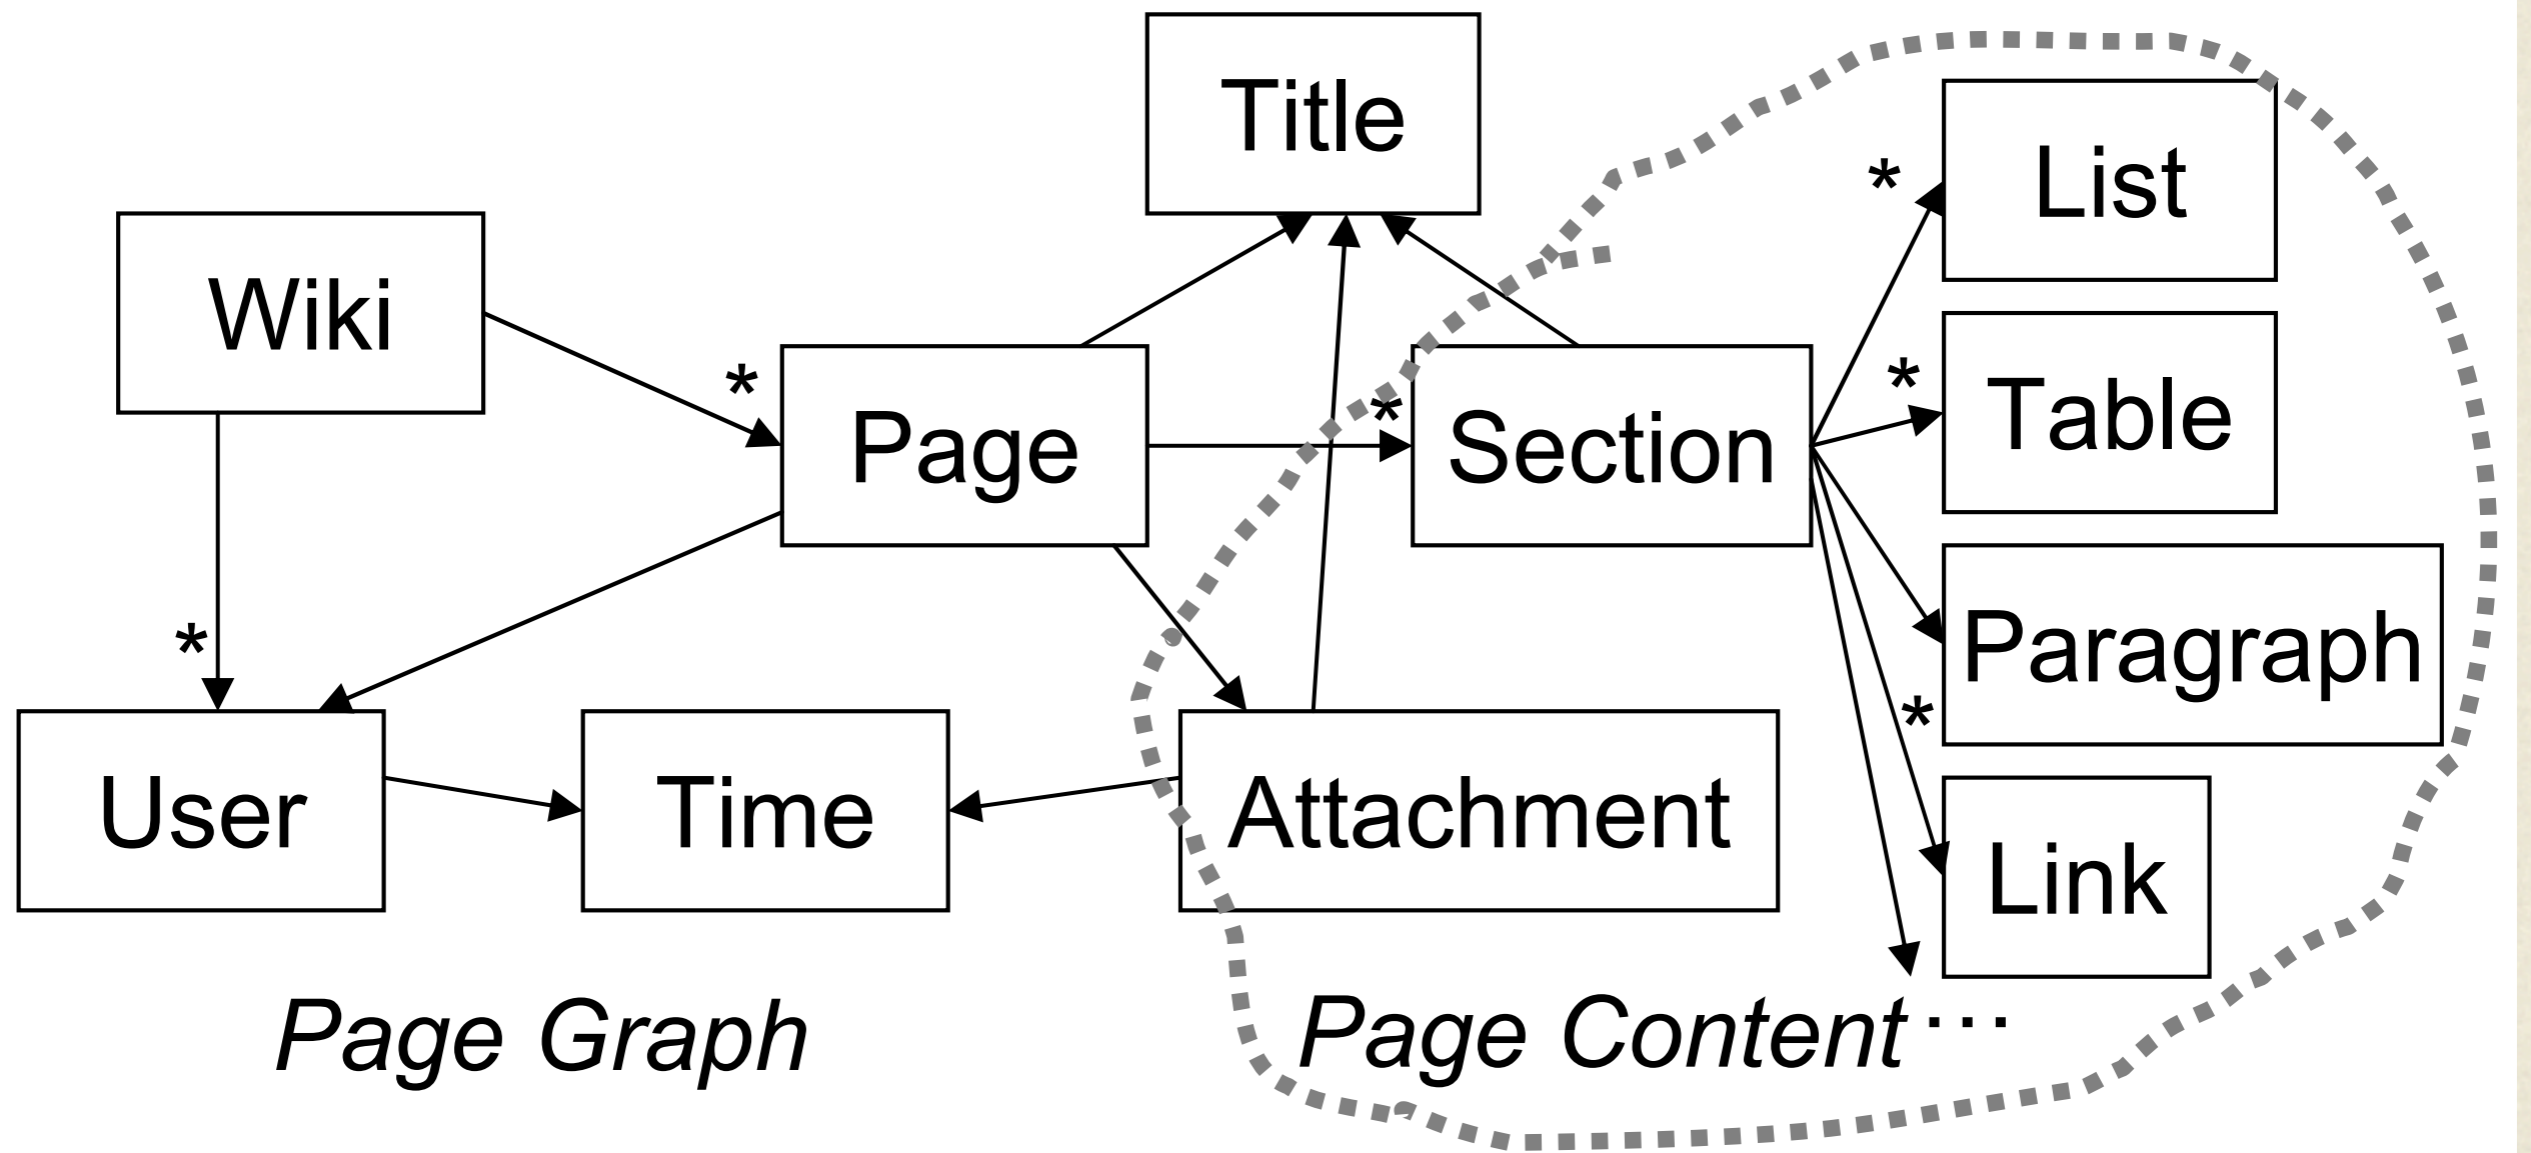 Title
List
*
Wiki
*
Table
*
Page
*
Section
Paragraph
*
*
User
Time
Attachment
Link
Page Graph
Page Content ...